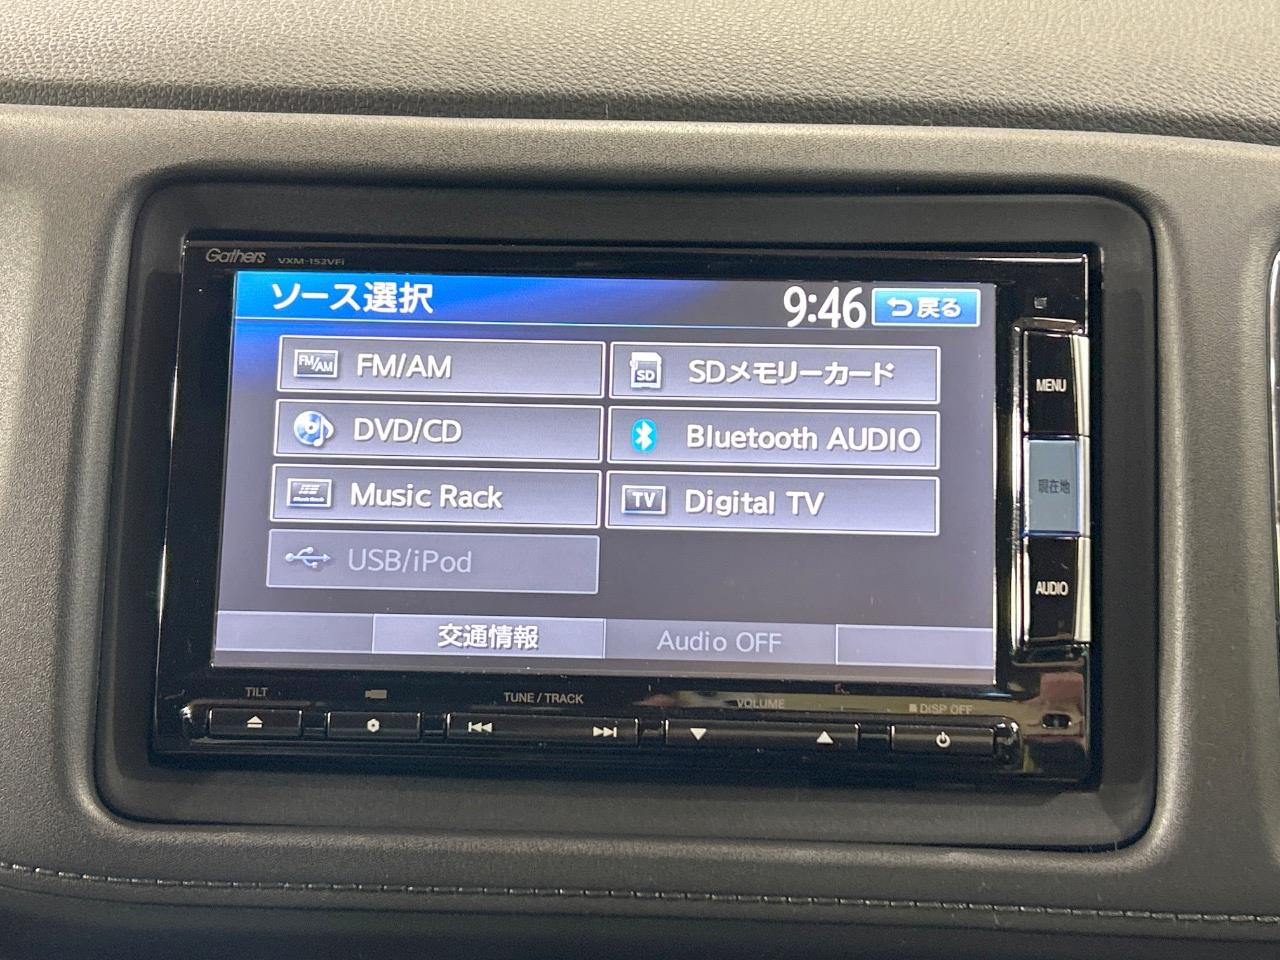 Gathers VXM-152VFi
ソース選択 9:46 戻る
FM/AM FM/AM
SD SDメモリーカード
DVD/CD
Bluetooth AUDIO
Music Rack
TV Digital TV
USB/iPod
交通情報 Audio OFF
MENU
現在地
AUDIO
TILT TUNE / TRACK VOLUME DISP OFF